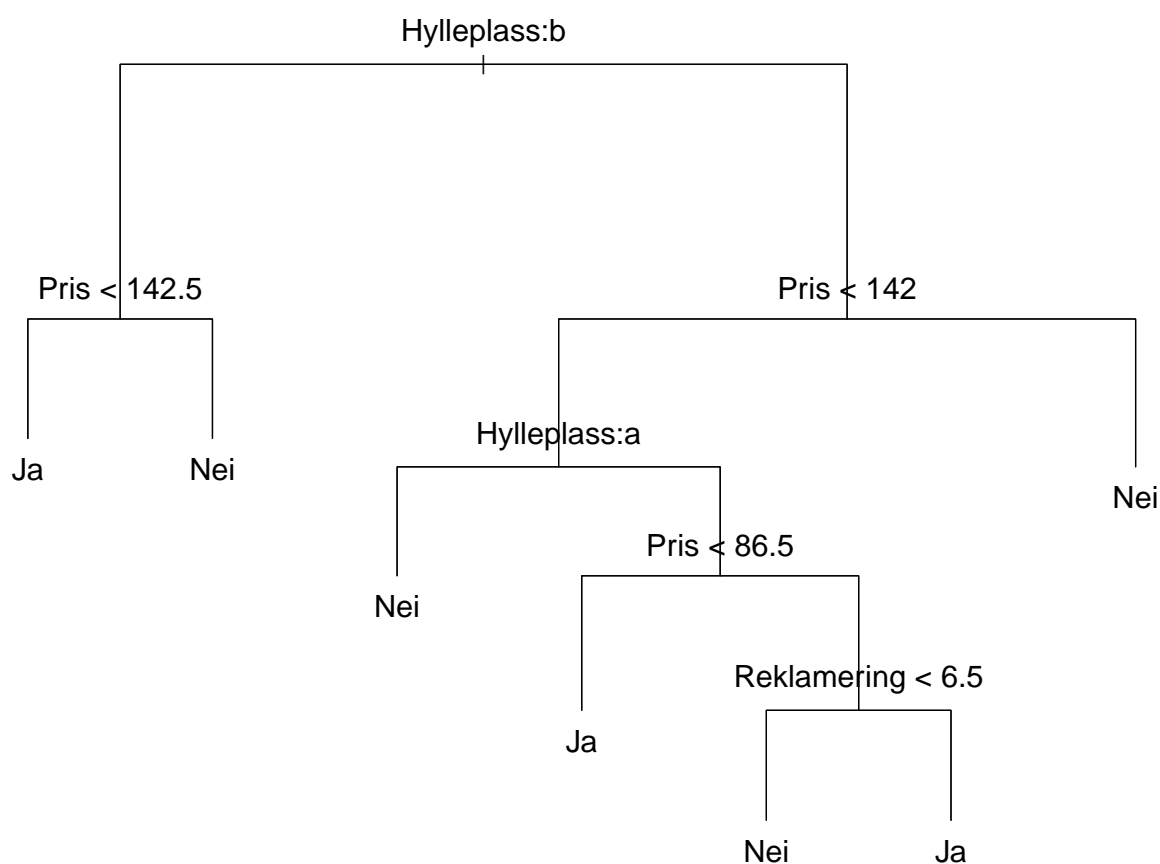 Hylleplass:b
Pris < 142.5
Pris < 142
Hylleplass:a
Ja
Nei
Nei
Pris < 86.5
Nei
Reklamering < 6.5
Ja
Nei
Ja